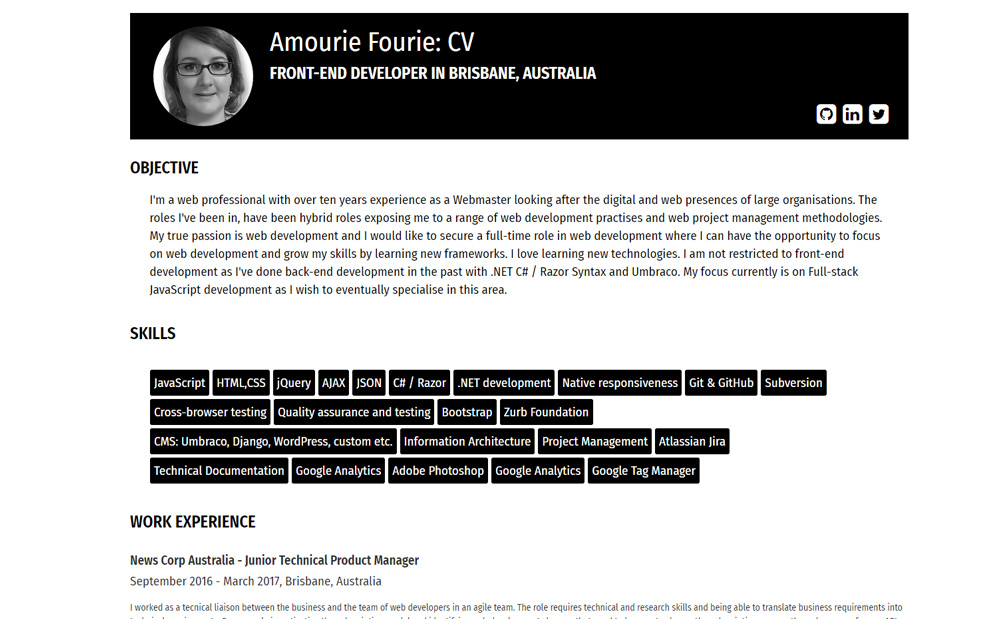 Amourie Fourie: CV
FRONT-END DEVELOPER IN BRISBANE, AUSTRALIA
in
OBJECTIVE
I'm a web professional with over ten years experience as a Webmaster looking after the digital and web presences of large organisations. The
roles I've been in, have been hybrid roles exposing me to a range of web development practises and web project management methodologies.
My true passion is web development and I would like to secure a full-time role in web development where I can have the opportunity to focus
on web development and grow my skills by learning new frameworks. I love learning new technologies. I am not restricted to front-end
development as I've done back-end development in the past with .NET C# / Razor Syntax and Umbraco. My focus currently is on Full-stack
JavaScript development as I wish to eventually specialise in this area.
SKILLS
JavaScript HTML,CSS jQuery AJAX JSON C# / Razor .NET development Native responsiveness Git & GitHub Subversion
Cross-browser testing Quality assurance and testing Bootstrap Zurb Foundation
CMS: Umbraco, Django, WordPress, custom etc. Information Architecture Project Management Atlassian Jira
Technical Documentation Google Analytics Adobe Photoshop Google Analytics Google Tag Manager
WORK EXPERIENCE
News Corp Australia - Junior Technical Product Manager
September 2016 - March 2017, Brisbane, Australia
I worked as a tecnical liaison between the business and the team of web developers in an agile team. The role requires technical and research skills and being able to translate business requirements into